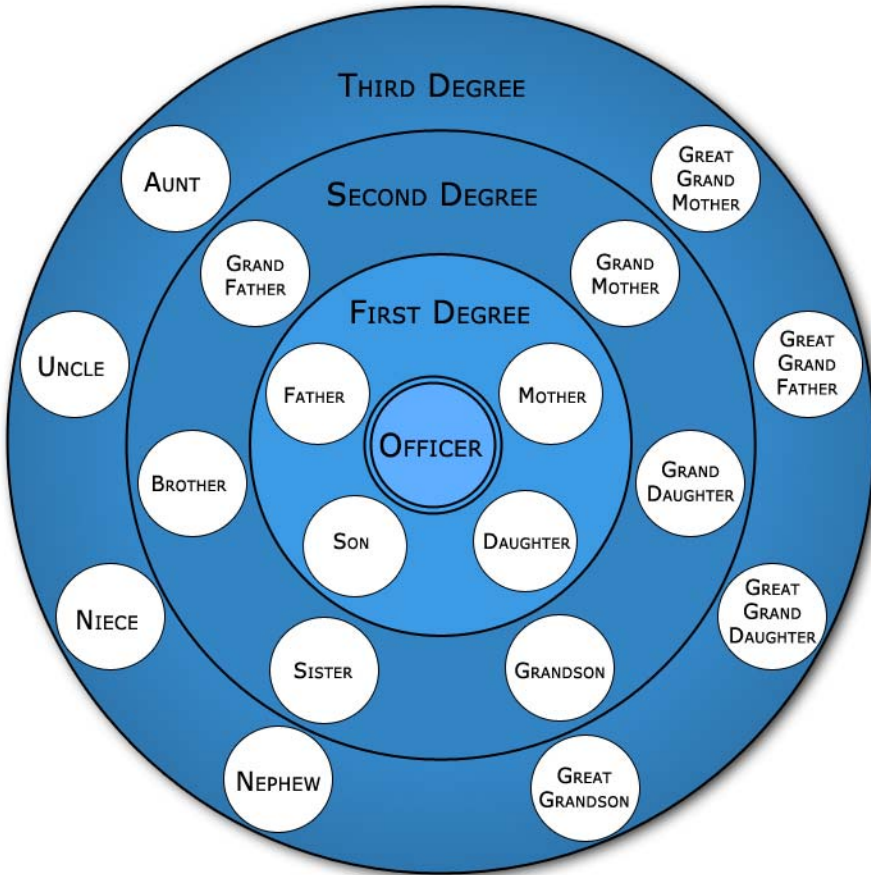 THIRD DEGREE
AUNT
GREAT
GRAND
MOTHER
SECOND DEGREE
GRAND
FATHER
GRAND
MOTHER
FIRST DEGREE
UNCLE
GREAT
GRAND
FATHER
FATHER
MOTHER
OFFICER
BROTHER
GRAND
DAUGHTER
SON
DAUGHTER
NIECE
GREAT
GRAND
DAUGHTER
SISTER
GRANDSON
NEPHEW
GREAT
GRANDSON